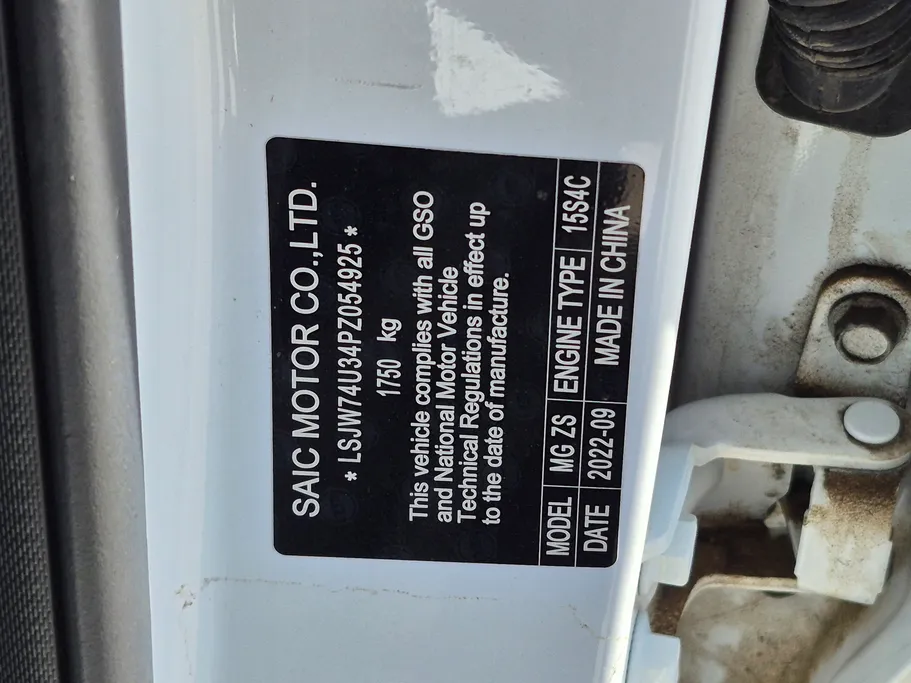 SAIC MOTOR CO.,LTD.
* LSJW74U34PZ054925 *
1750 kg
This vehicle complies with all GSO
and National Motor Vehicle
Technical Regulations in effect up
to the date of manufacture.
MODEL MG ZS ENGINE TYPE 15S4C
DATE 2022-09 MADE IN CHINA